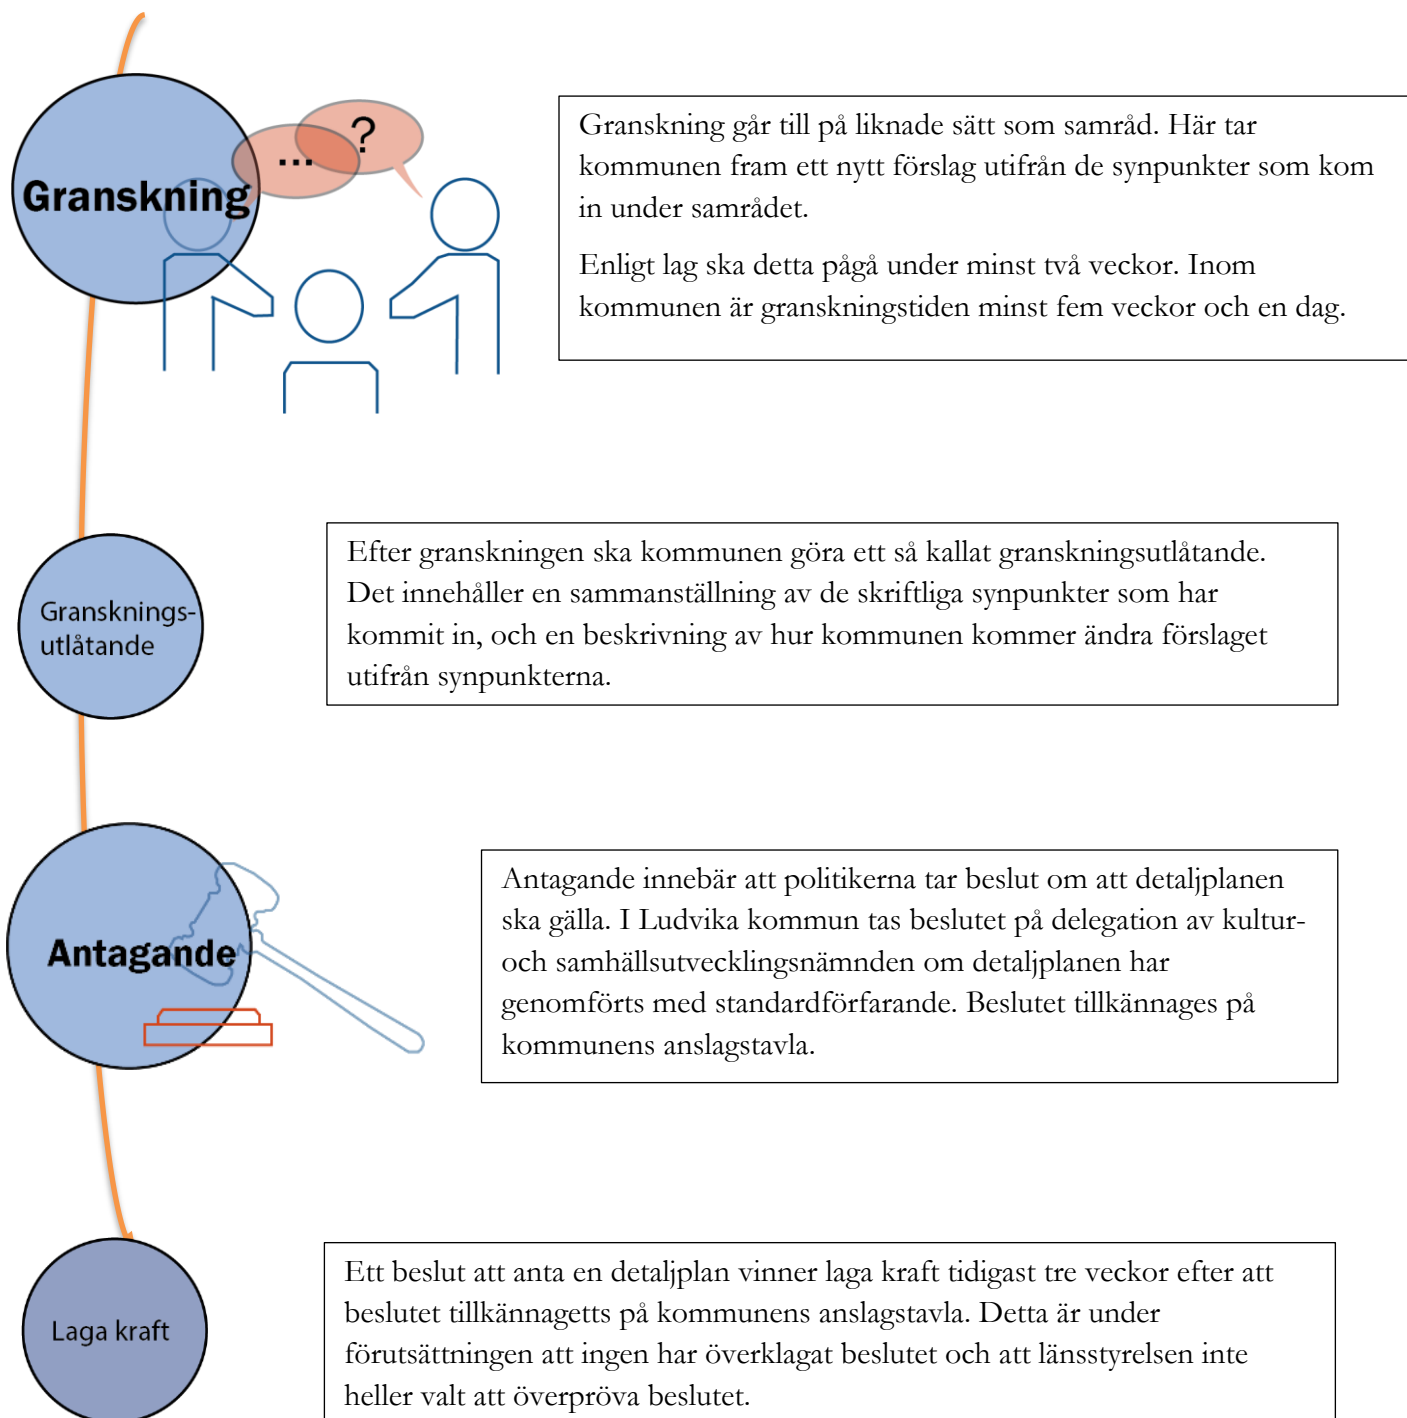 Granskning
...
?
Granskning går till på liknade sätt som samråd. Här tar
kommunen fram ett nytt förslag utifrån de synpunkter som kom
in under samrådet.
Enligt lag ska detta pågå under minst två veckor. Inom
kommunen är granskningstiden minst fem veckor och en dag.
Gransknings-
utlåtande
Efter granskningen ska kommunen göra ett så kallat granskningsutlåtande.
Det innehåller en sammanställning av de skriftliga synpunkter som har
kommit in, och en beskrivning av hur kommunen kommer ändra förslaget
utifrån synpunkterna.
Antagande
Antagande innebär att politikerna tar beslut om att detaljplanen
ska gälla. I Ludvika kommun tas beslutet på delegation av kultur-
och samhällsutvecklingsnämnden om detaljplanen har
genomförts med standardförfarande. Beslutet tillkännages på
kommunens anslagstavla.
Laga kraft
Ett beslut att anta en detaljplan vinner laga kraft tidigast tre veckor efter att
beslutet tillkännagetts på kommunens anslagstavla. Detta är under
förutsättningen att ingen har överklagat beslutet och att länsstyrelsen inte
heller valt att överpröva beslutet.